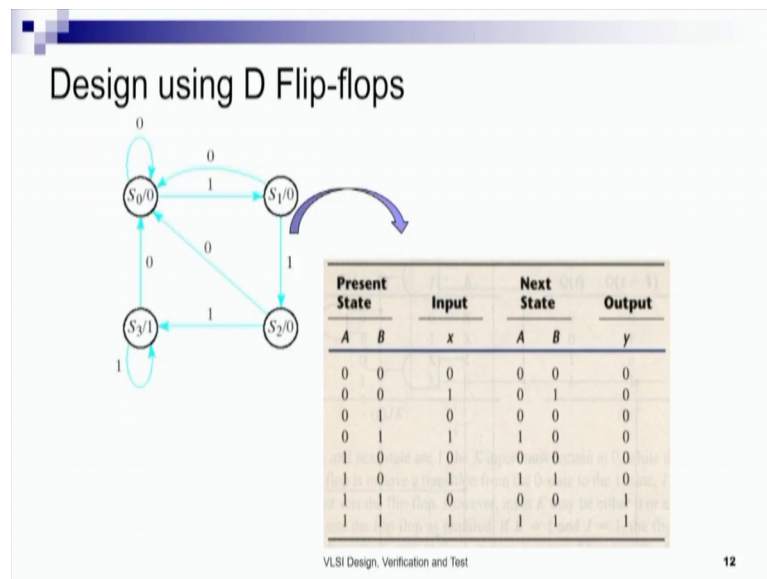 Design using D Flip-flops
0
0
S0/0 1 S1/0
0 0 1
S3/1 1 S2/0
1
Present State Input Next State Output
A B x A B y
0 0 0 0 0 0
0 0 1 0 1 0
0 1 0 0 0 0
0 1 1 1 0 0
1 0 0 0 0 0
1 0 1 1 1 0
1 1 0 0 0 1
1 1 1 1 1 1
VLSI Design, Verification and Test 12